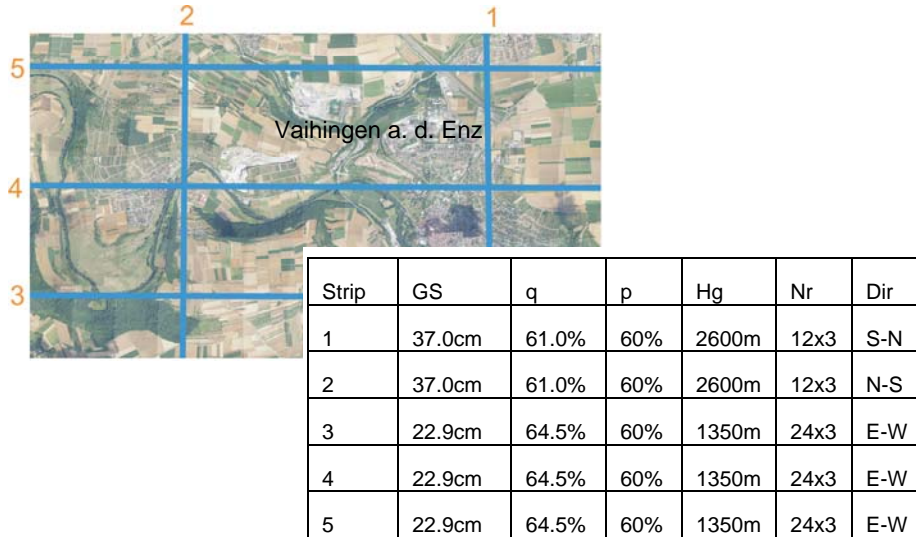 2 1
5
Vaihingen a. d. Enz
4
3
Strip GS q p Hg Nr Dir
1 37.0cm 61.0% 60% 2600m 12x3 S-N
2 37.0cm 61.0% 60% 2600m 12x3 N-S
3 22.9cm 64.5% 60% 1350m 24x3 E-W
4 22.9cm 64.5% 60% 1350m 24x3 E-W
5 22.9cm 64.5% 60% 1350m 24x3 E-W